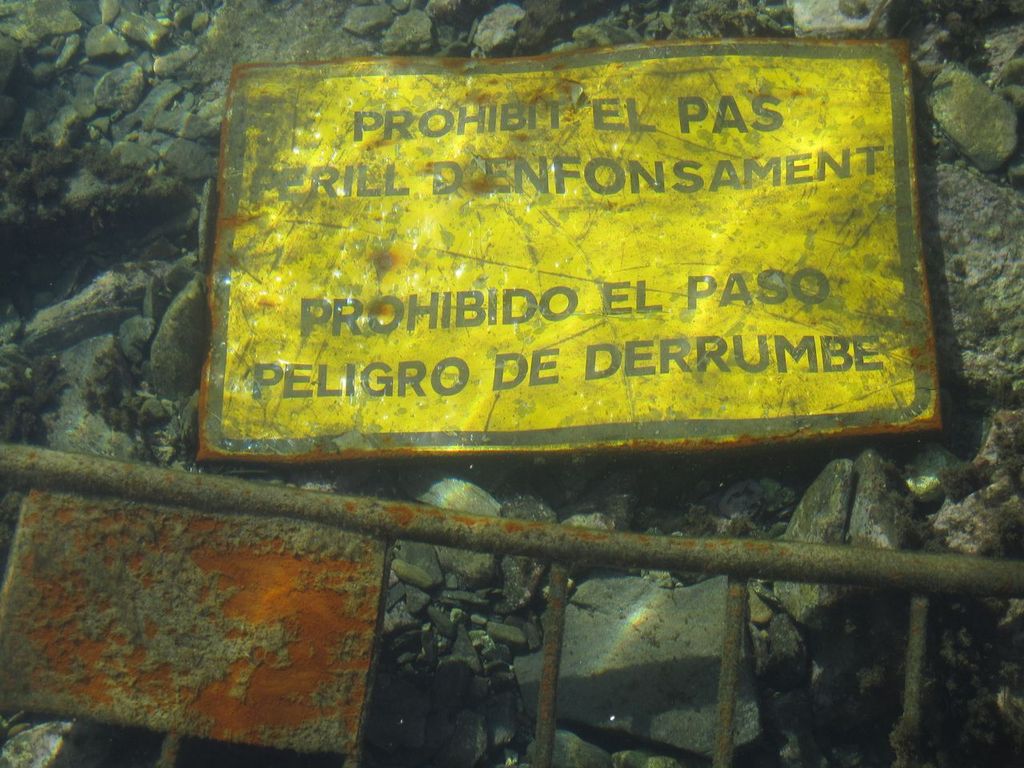 PROHIBIT EL PAS
PERILL D'ENFONSAMENT
PROHIBIDO EL PASO
PELIGRO DE DERRUMBE